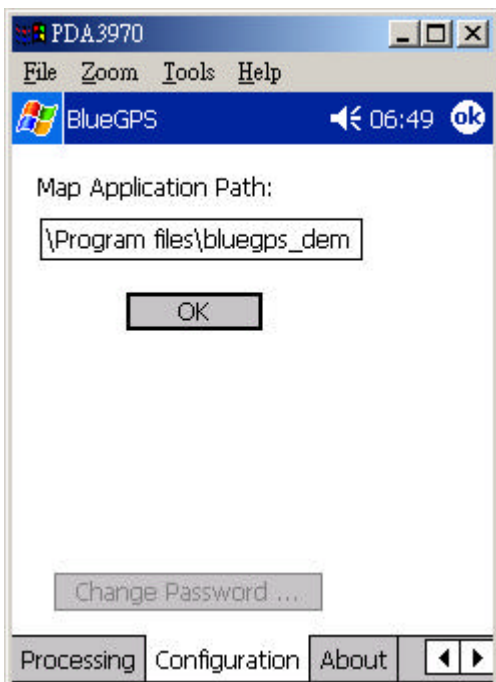 PDA3970
File Zoom Tools Help
BlueGPS 06:49 ok
Map Application Path:
\Program files\bluegps_dem
OK
Change Password ...
Processing Configuration About